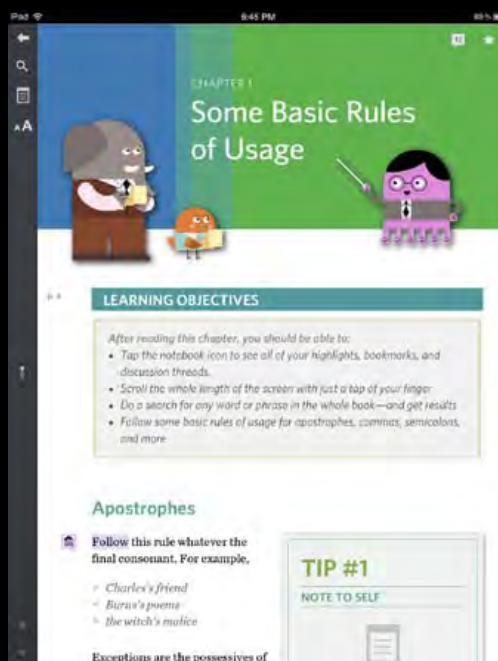 iPad
6:45 PM
CHAPTER 1
Some Basic Rules
of Usage
AA
LEARNING OBJECTIVES
After reading this chapter, you should be able to:
• Tap the notebook icon to see all of your highlights, bookmarks, and
discussion threads.
• Scroll the whole length of the screen with just a tap of your finger
• Do a search for any word or phrase in the whole book—and get results
• Follow some basic rules of usage for apostrophes, commas, semicolons,
and more
Apostrophes
Follow this rule whatever the
final consonant. For example,
Charles's friend
Burns's poems
the witch's malice
Exceptions are the possessives of
TIP #1
NOTE TO SELF